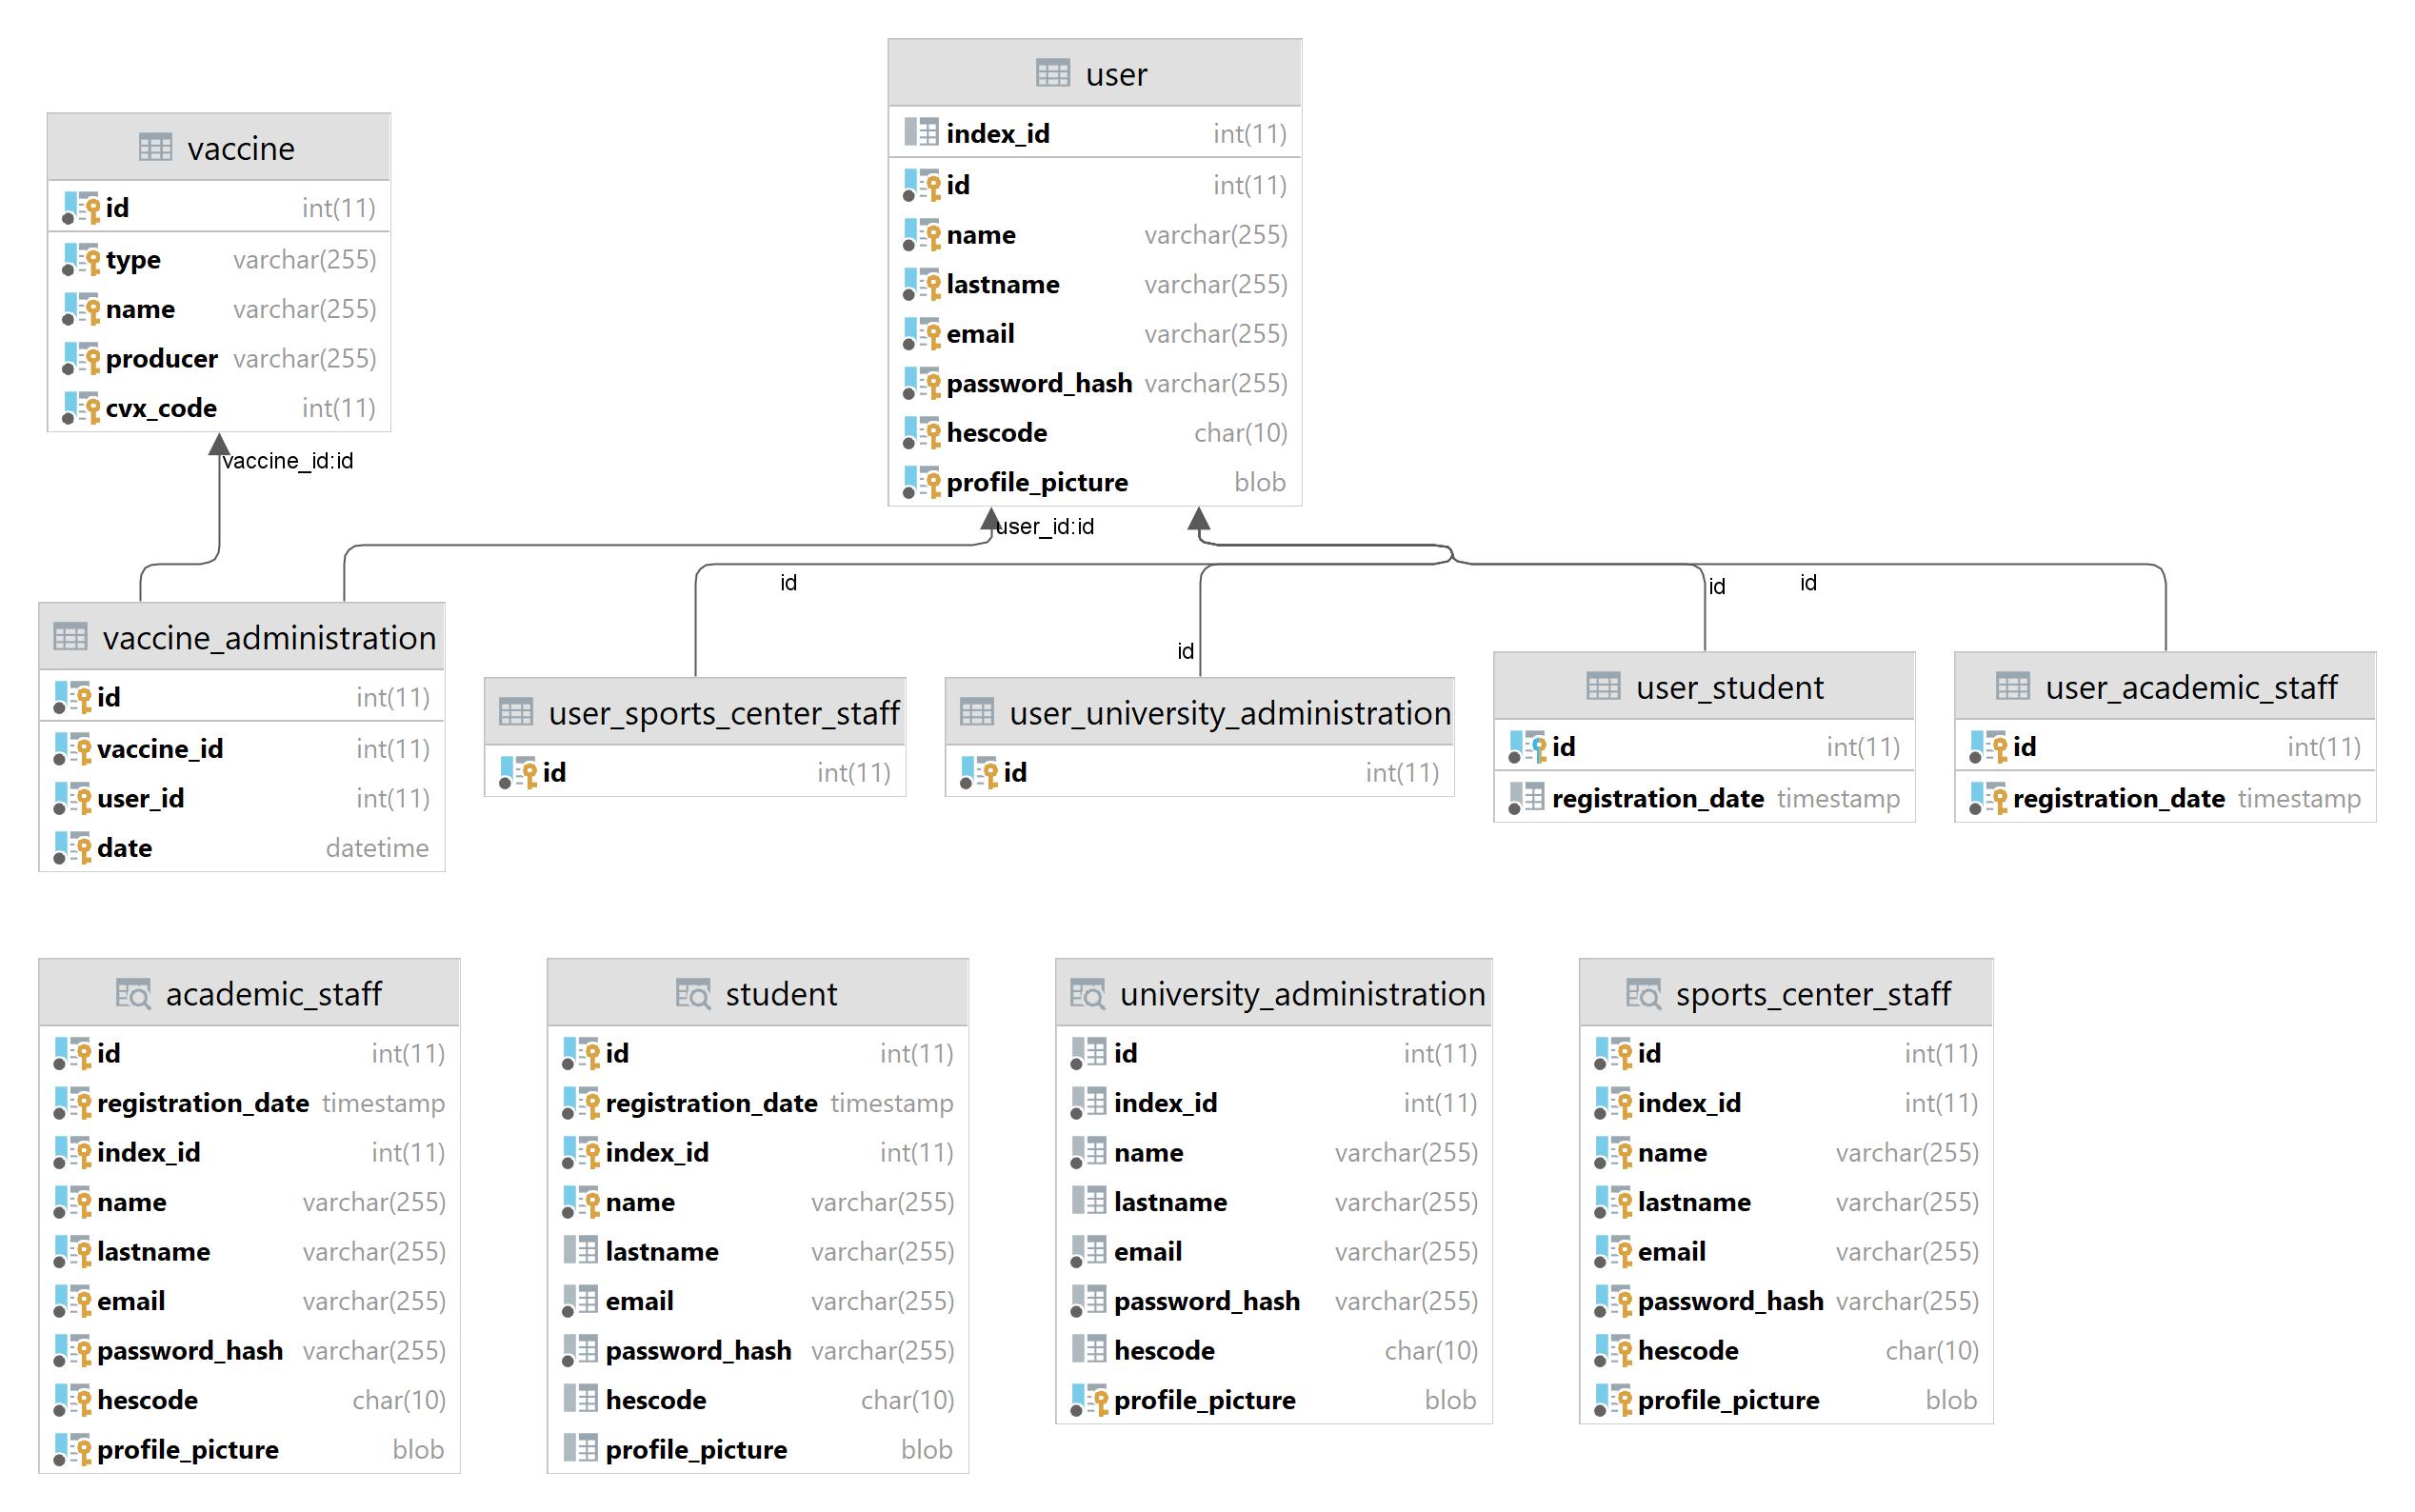 user
index_id int(11)
id int(11)
name varchar(255)
lastname varchar(255)
email varchar(255)
password_hash varchar(255)
hescode char(10)
profile_picture blob
vaccine
id int(11)
type varchar(255)
name varchar(255)
producer varchar(255)
cvx_code int(11)
vaccine_id:id
user_id:id
id
id
id
id
vaccine_administration
id int(11)
vaccine_id int(11)
user_id int(11)
date datetime
user_sports_center_staff
id int(11)
user_university_administration
id int(11)
user_student
id int(11)
registration_date timestamp
user_academic_staff
id int(11)
registration_date timestamp
academic_staff
id int(11)
registration_date timestamp
index_id int(11)
name varchar(255)
lastname varchar(255)
email varchar(255)
password_hash varchar(255)
hescode char(10)
profile_picture blob
student
id int(11)
registration_date timestamp
index_id int(11)
name varchar(255)
lastname varchar(255)
email varchar(255)
password_hash varchar(255)
hescode char(10)
profile_picture blob
university_administration
id int(11)
index_id int(11)
name varchar(255)
lastname varchar(255)
email varchar(255)
password_hash varchar(255)
hescode char(10)
profile_picture blob
sports_center_staff
id int(11)
index_id int(11)
name varchar(255)
lastname varchar(255)
email varchar(255)
password_hash varchar(255)
hescode char(10)
profile_picture blob